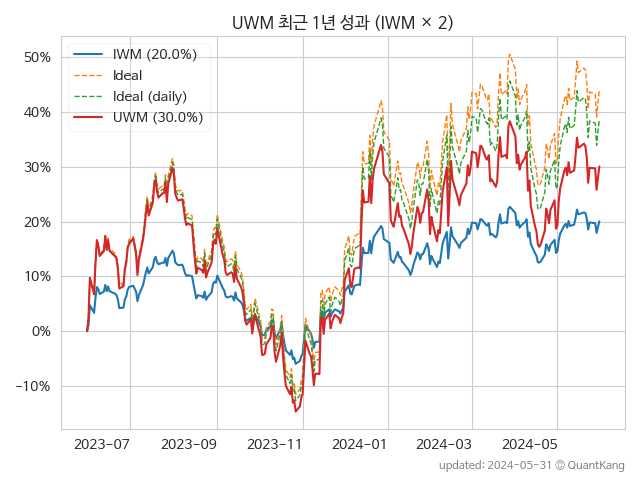 UWM 최근 1년 성과 (IWM × 2)
IWM (20.0%)
Ideal
Ideal (daily)
UWM (30.0%)
50%
40%
30%
20%
10%
0%
−10%
2023-07 2023-09 2023-11 2024-01 2024-03 2024-05
updated: 2024-05-31 © QuantKang